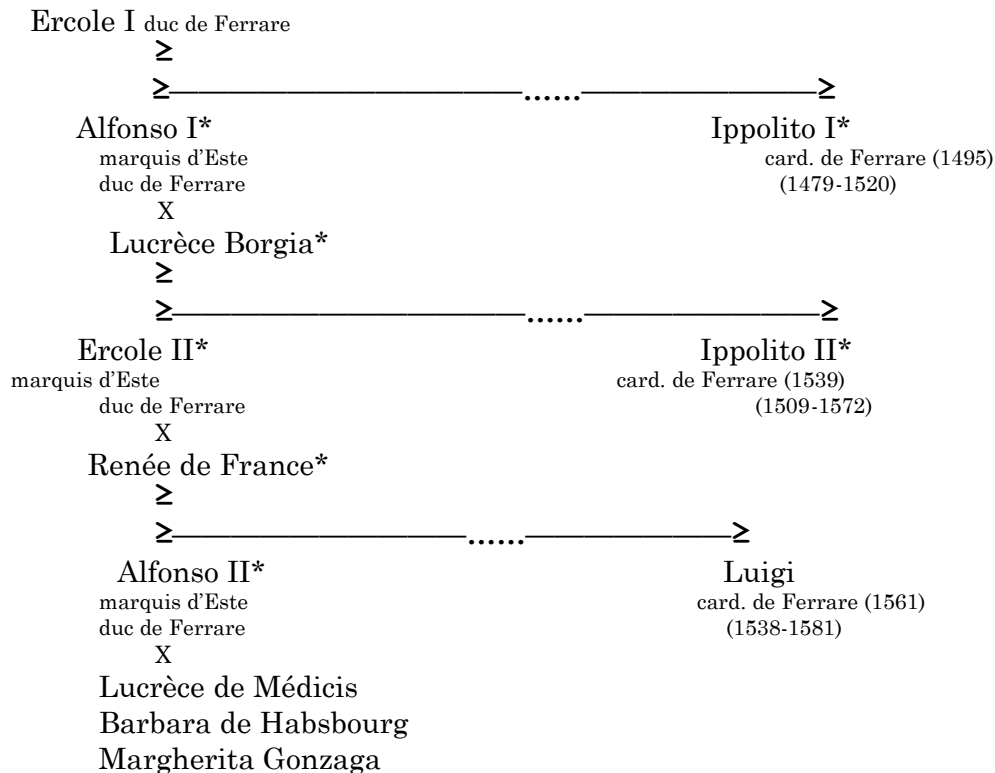 Ercole I duc de Ferrare
≥
≥————————————......————————≥
Alfonso I* Ippolito I*
marquis d'Este card. de Ferrare (1495)
duc de Ferrare (1479-1520)
X
Lucrèce Borgia*
≥
≥————————————......————————≥
Ercole II* Ippolito II*
marquis d'Este card. de Ferrare (1539)
duc de Ferrare (1509-1572)
X
Renée de France*
≥
≥——————————......———————≥
Alfonso II* Luigi
marquis d'Este card. de Ferrare (1561)
duc de Ferrare (1538-1581)
X
Lucrèce de Médicis
Barbara de Habsbourg
Margherita Gonzaga